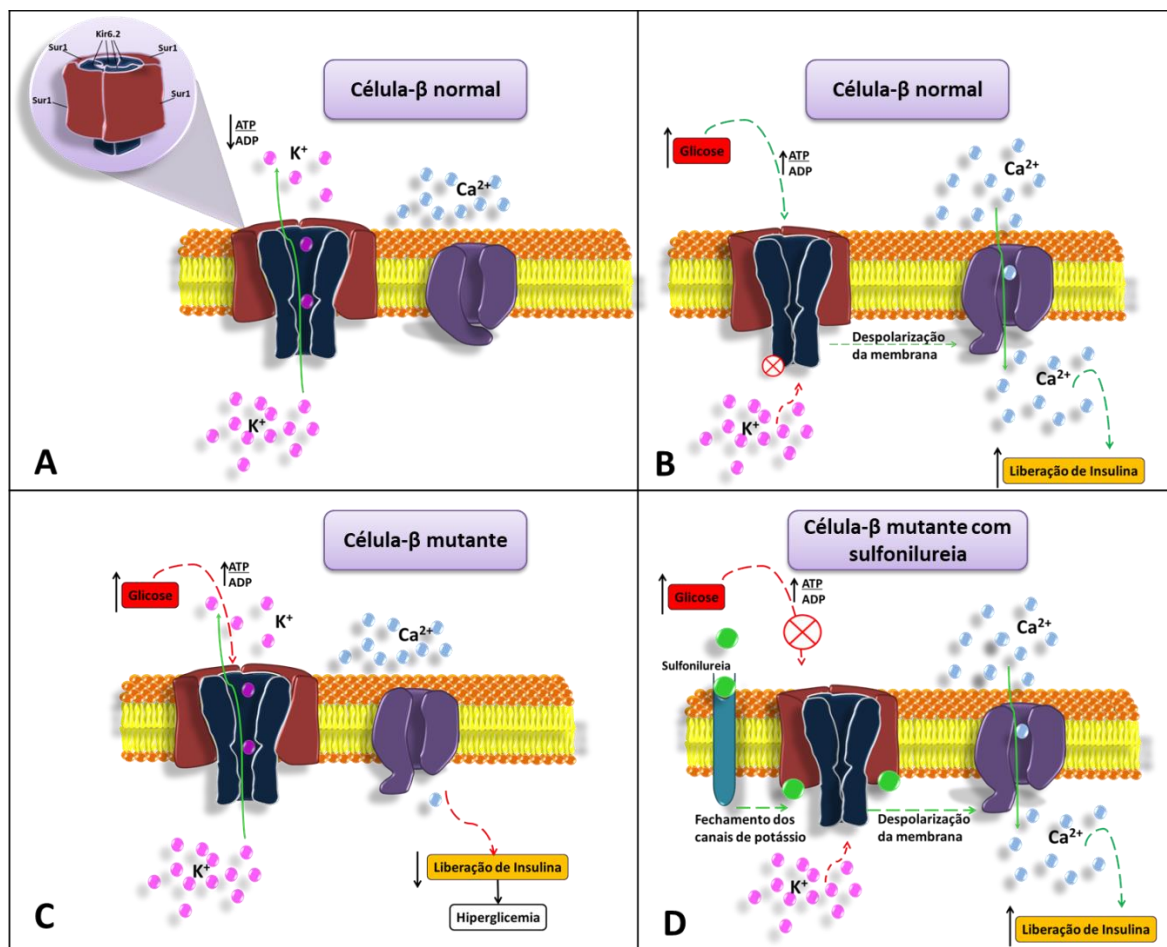 Kir6.2
Sur1
Sur1
Sur1
Sur1
Célula-β normal
ATP
ADP
K⁺
Ca²⁺
K⁺
A
Célula-β normal
Glicose
ATP
ADP
Ca²⁺
Despolarização
da membrana
Ca²⁺
K⁺
Liberação de Insulina
B
Célula-β mutante
Glicose
ATP
ADP
K⁺
Ca²⁺
K⁺
Liberação de Insulina
Hiperglicemia
C
Célula-β mutante com
sulfonilureia
Glicose
ATP
ADP
Ca²⁺
Sulfonilureia
Fechamento dos
canais de potássio
Despolarização
da membrana
Ca²⁺
K⁺
Liberação de Insulina
D